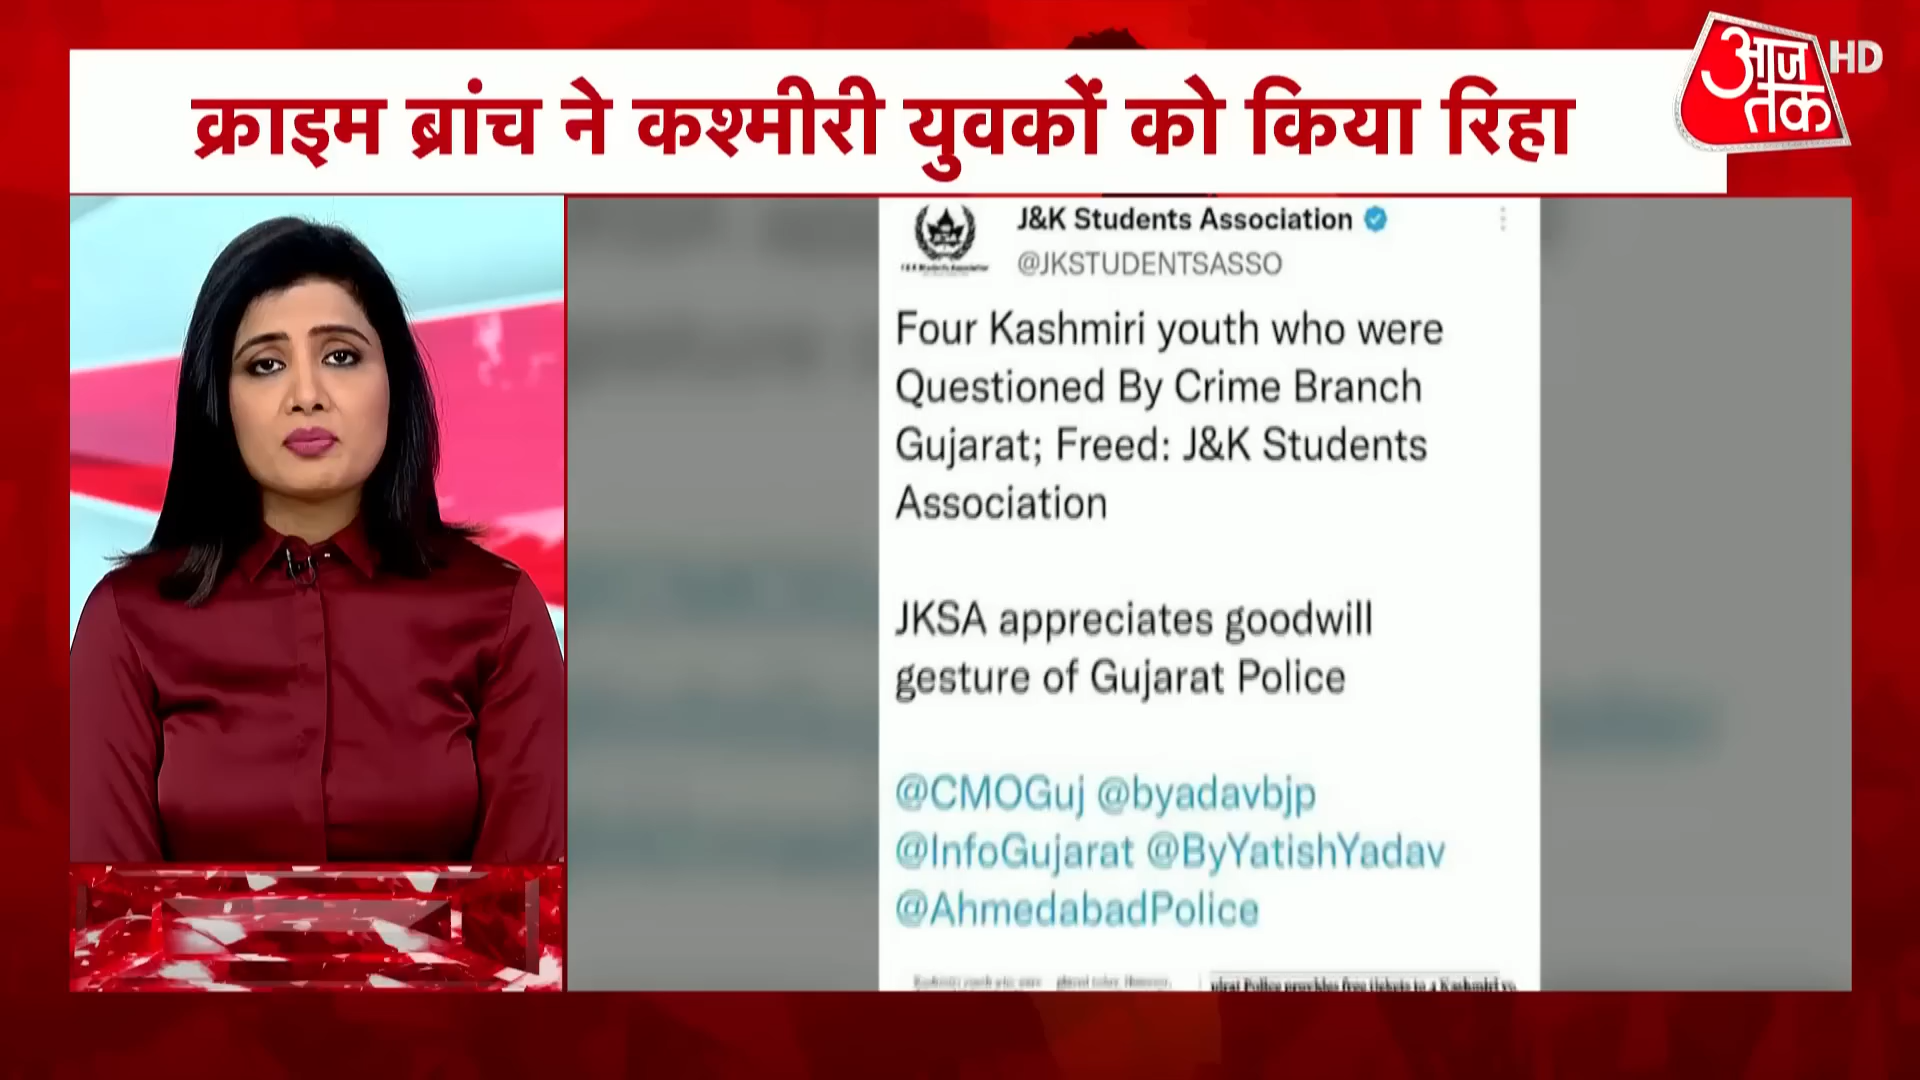 क्राइम ब्रांच ने कश्मीरी युवकों को किया रिहा
आज तक HD
J&K Students Association
@JKSTUDENTSASSO
Four Kashmiri youth who were
Questioned By Crime Branch
Gujarat; Freed: J&K Students
Association
JKSA appreciates goodwill
gesture of Gujarat Police
@CMOGuj @byadavbjp
@InfoGujarat @ByYatishYadav
@AhmedabadPolice